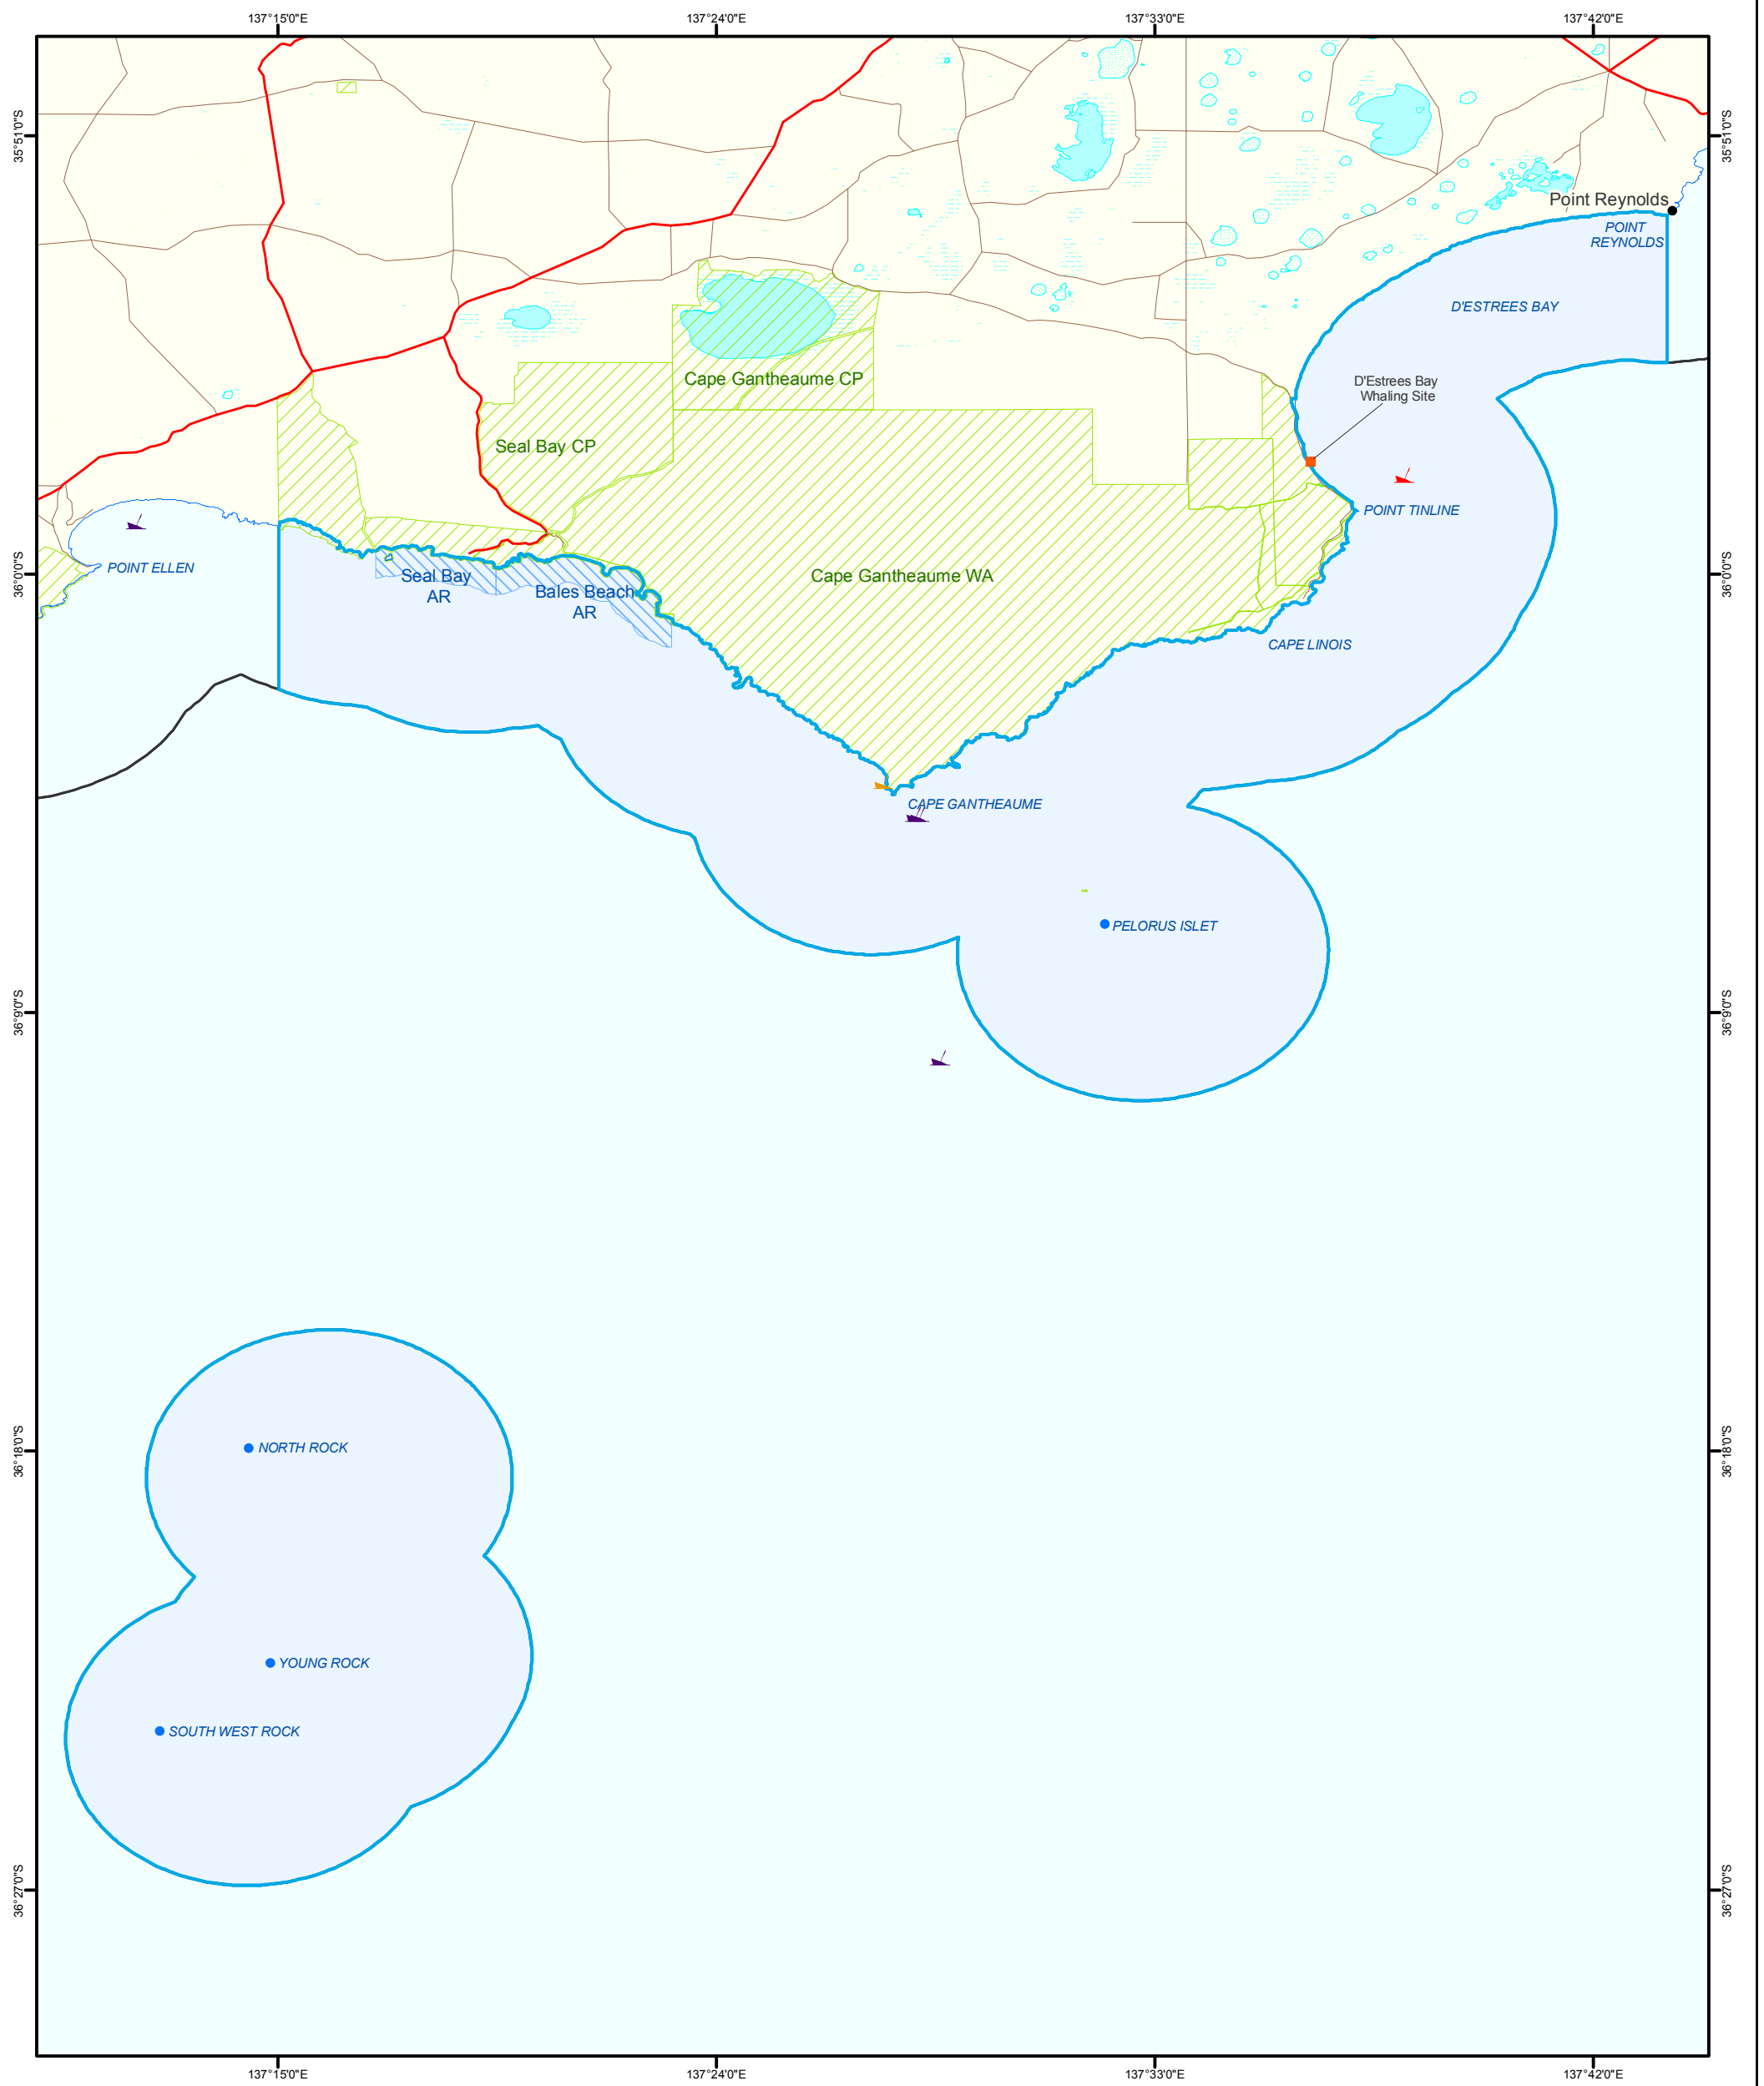 137°15'0"E
137°24'0"E
137°33'0"E
137°42'0"E
35°51'0"S
35°51'0"S
Point Reynolds
POINT
REYNOLDS
D'ESTREES BAY
Cape Gantheaume CP
D'Estrees Bay
Whaling Site
Seal Bay CP
POINT TINLINE
POINT ELLEN
36°0'0"S
Seal Bay
AR
Bales Beach
AR
Cape Gantheaume WA
36°0'0"S
CAPE LINOIS
CAPE GANTHEAUME
PELORUS ISLET
36°9'0"S
36°9'0"S
NORTH ROCK
36°18'0"S
36°18'0"S
YOUNG ROCK
SOUTH WEST ROCK
36°27'0"S
36°27'0"S
137°15'0"E
137°24'0"E
137°33'0"E
137°42'0"E